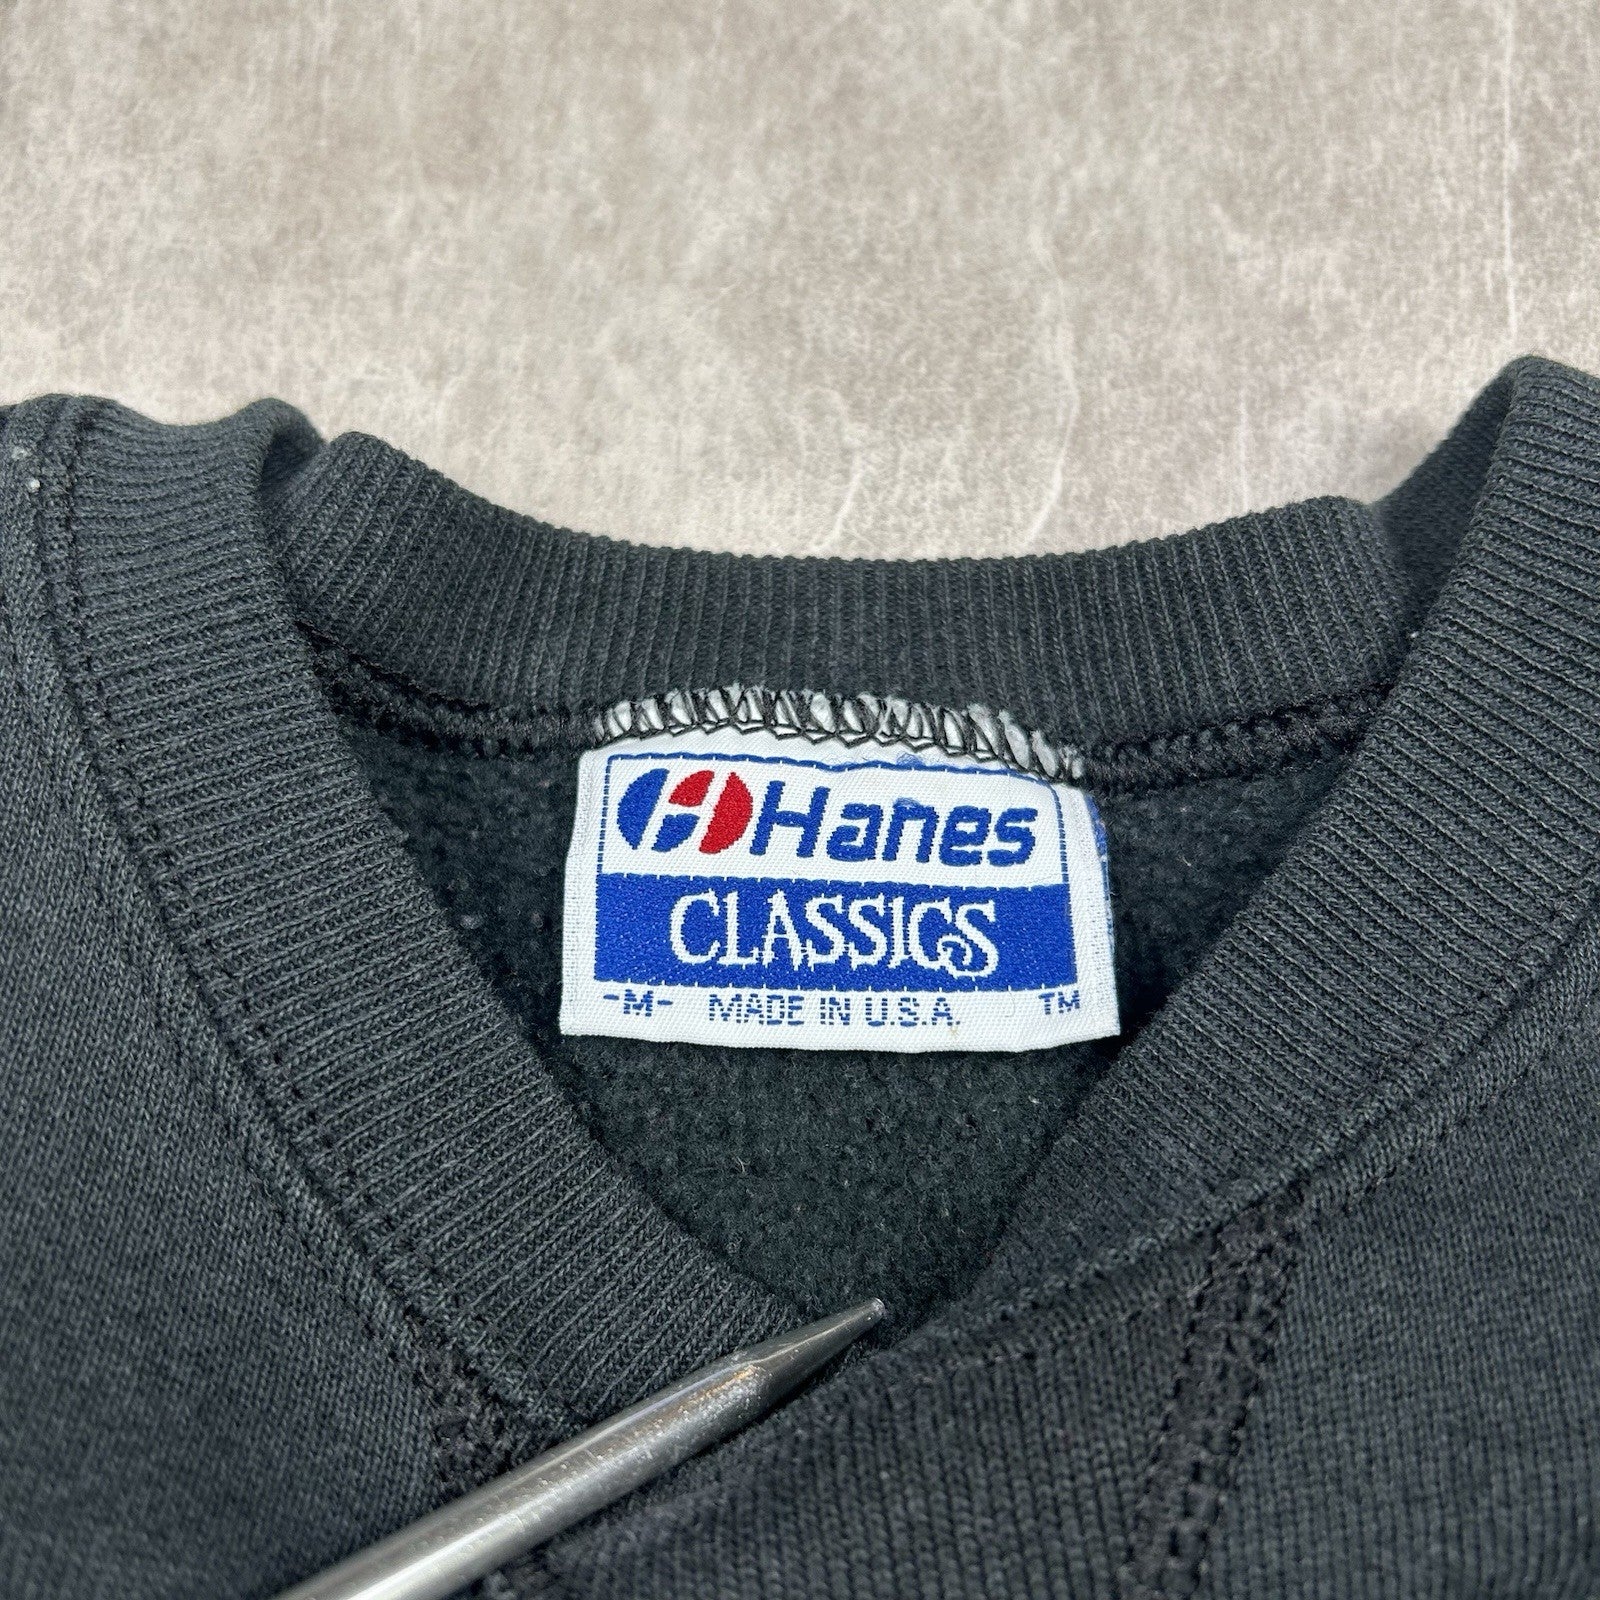 Hanes
CLASSICS
-M- MADE IN U.S.A. TM